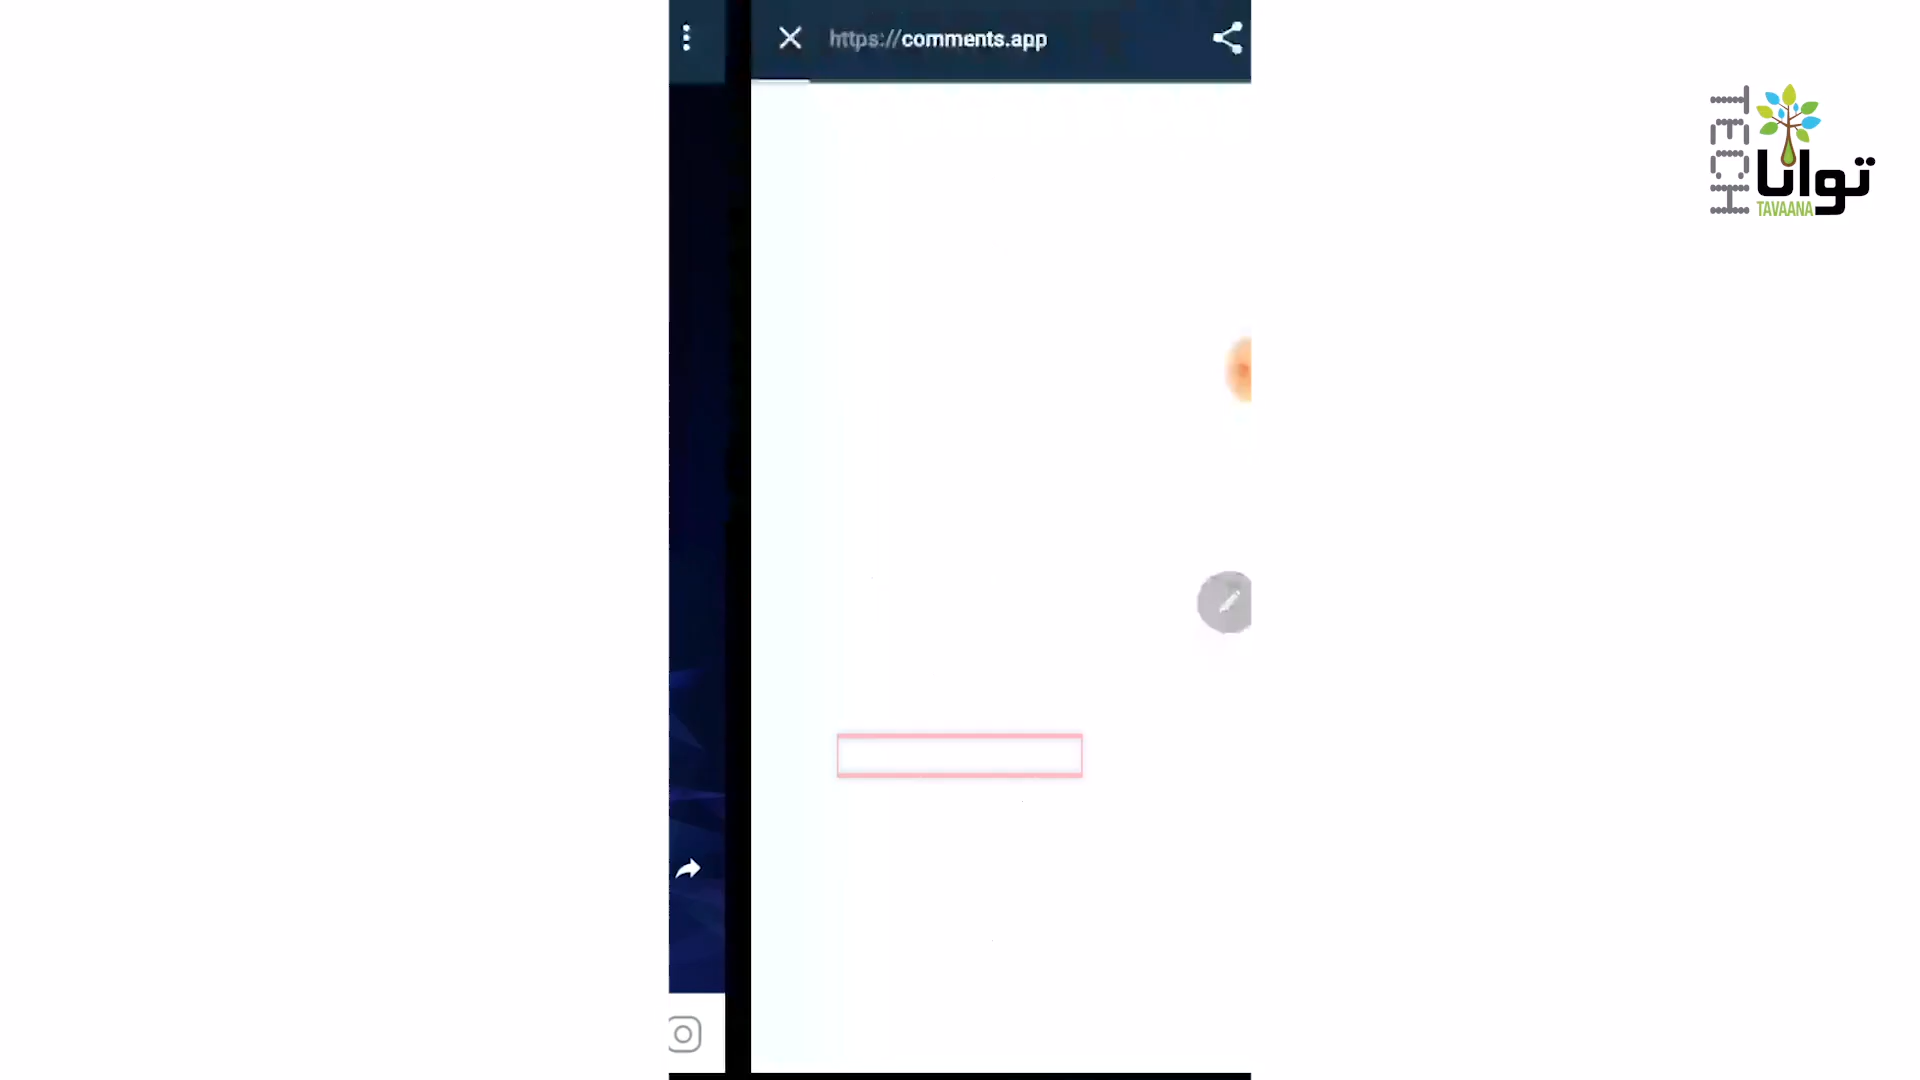 https://comments.app
TECH
توانا
TAVAANA